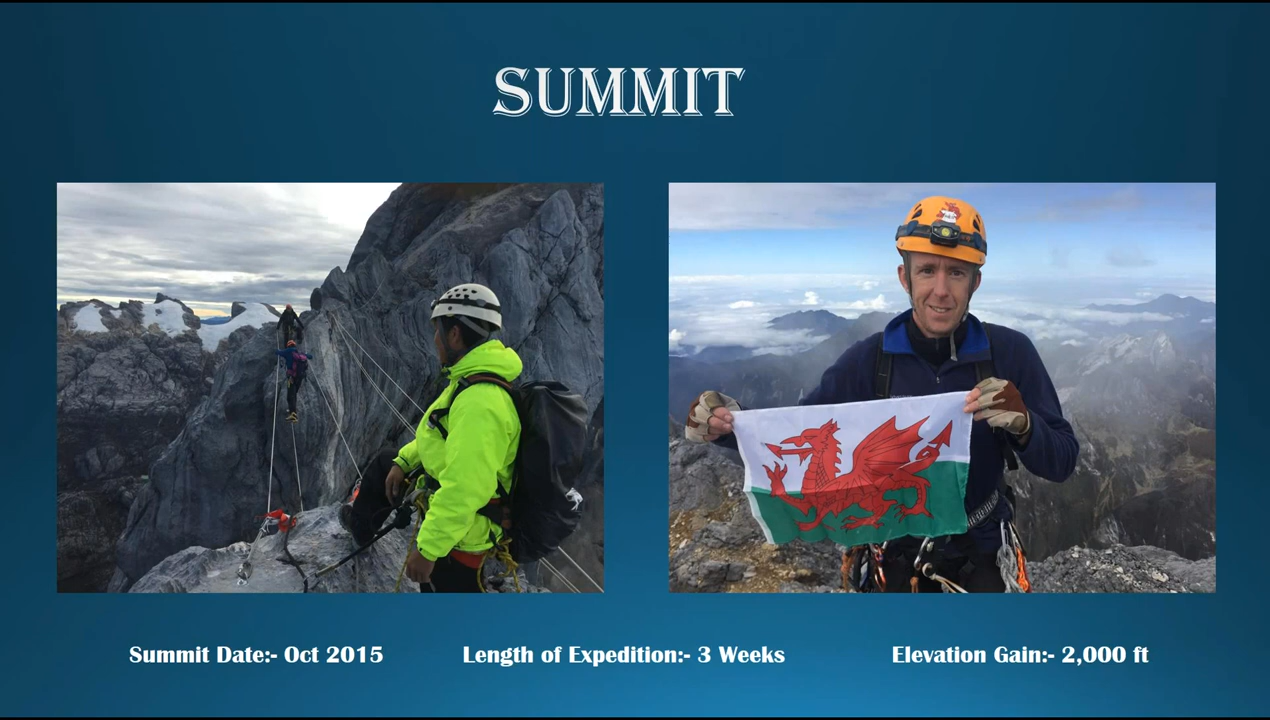 SUMMIT
Summit Date:- Oct 2015
Length of Expedition:- 3 Weeks
Elevation Gain:- 2,000 ft